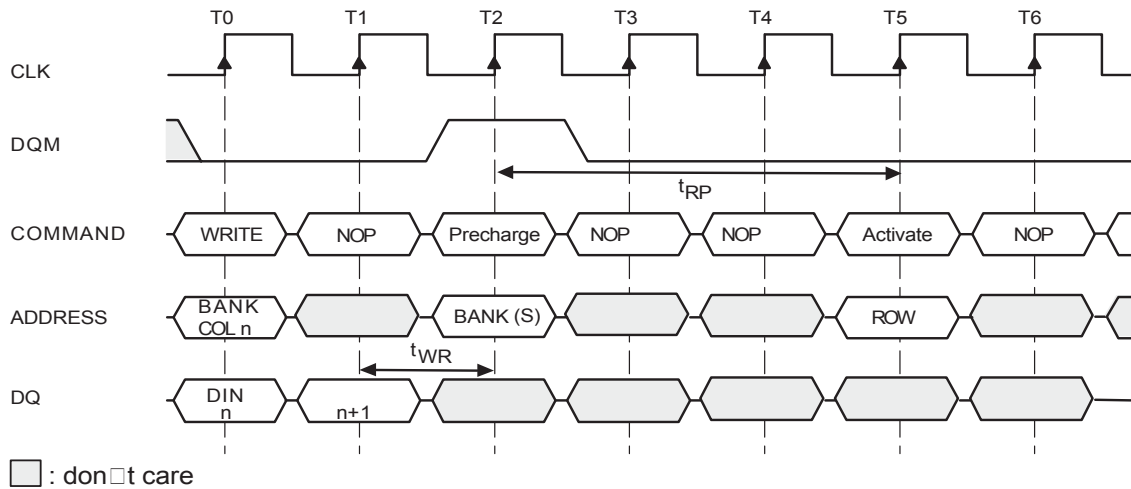 T0 T1 T2 T3 T4 T5 T6
CLK
DQM
tRP
COMMAND WRITE NOP Precharge NOP NOP Activate NOP
ADDRESS BANK COL n BANK (S) ROW
tWR
DQ DIN n n+1
: don□t care